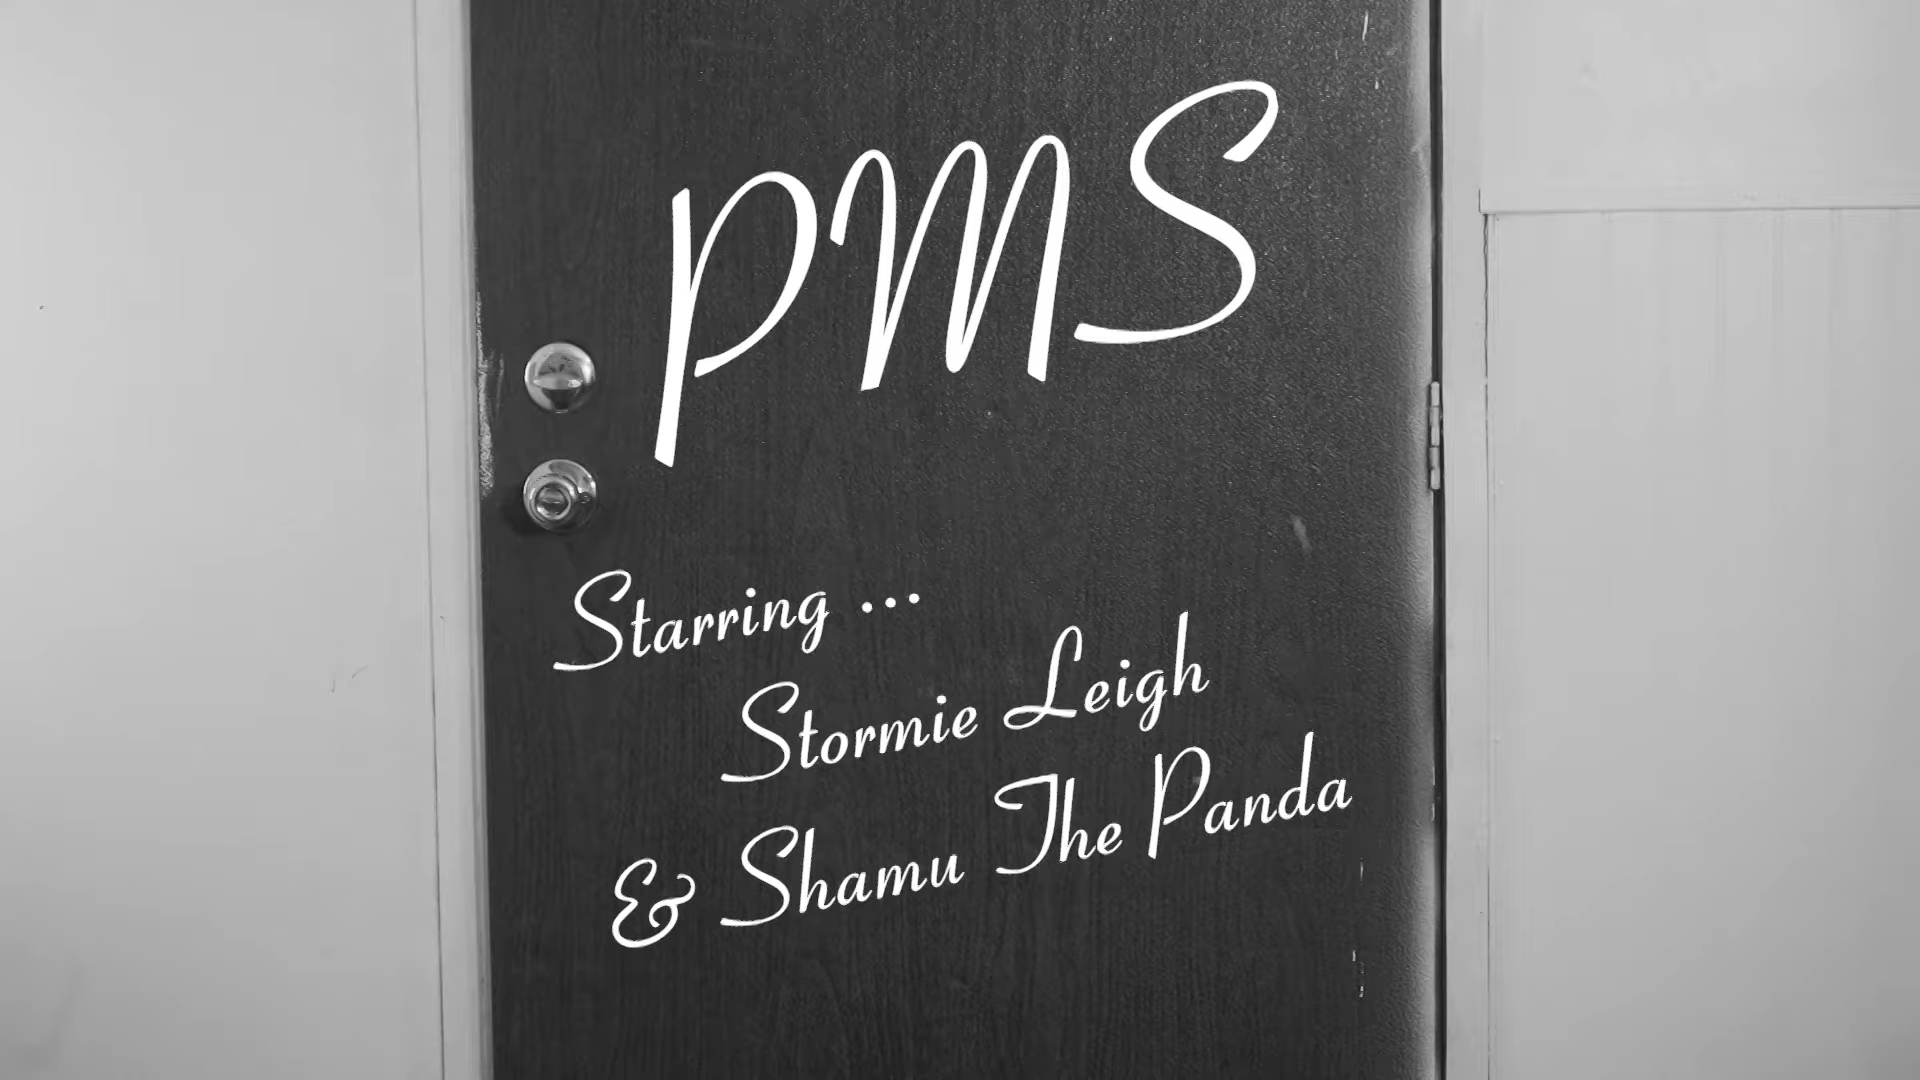 PMS
Starring ...
Stormie Leigh
& Shamu The Panda